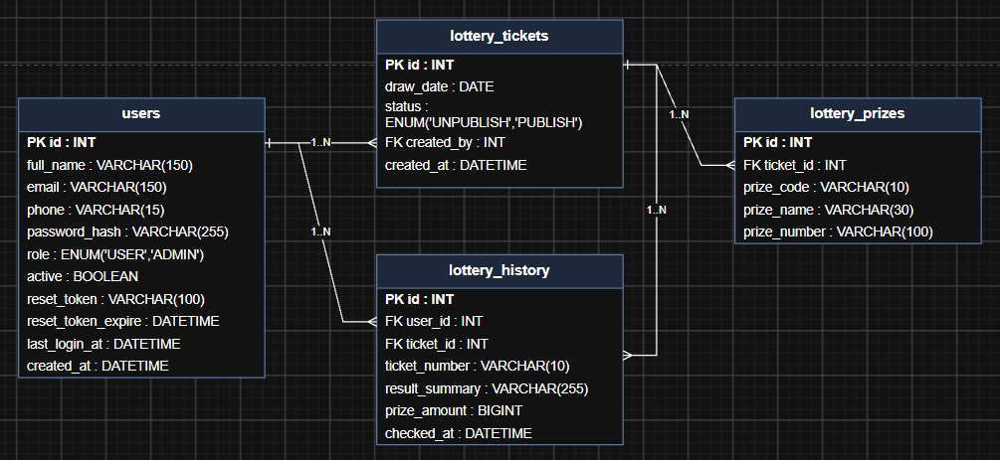 lottery_tickets
PK id : INT
draw_date : DATE
status :
ENUM('UNPUBLISH','PUBLISH')
FK created_by : INT
created_at : DATETIME
users
PK id : INT
full_name : VARCHAR(150)
email : VARCHAR(150)
phone : VARCHAR(15)
password_hash : VARCHAR(255)
role : ENUM('USER','ADMIN')
active : BOOLEAN
reset_token : VARCHAR(100)
reset_token_expire : DATETIME
last_login_at : DATETIME
created_at : DATETIME
1..N
1..N
1..N
1..N
lottery_prizes
PK id : INT
FK ticket_id : INT
prize_code : VARCHAR(10)
prize_name : VARCHAR(30)
prize_number : VARCHAR(100)
lottery_history
PK id : INT
FK user_id : INT
FK ticket_id : INT
ticket_number : VARCHAR(10)
result_summary : VARCHAR(255)
prize_amount : BIGINT
checked_at : DATETIME